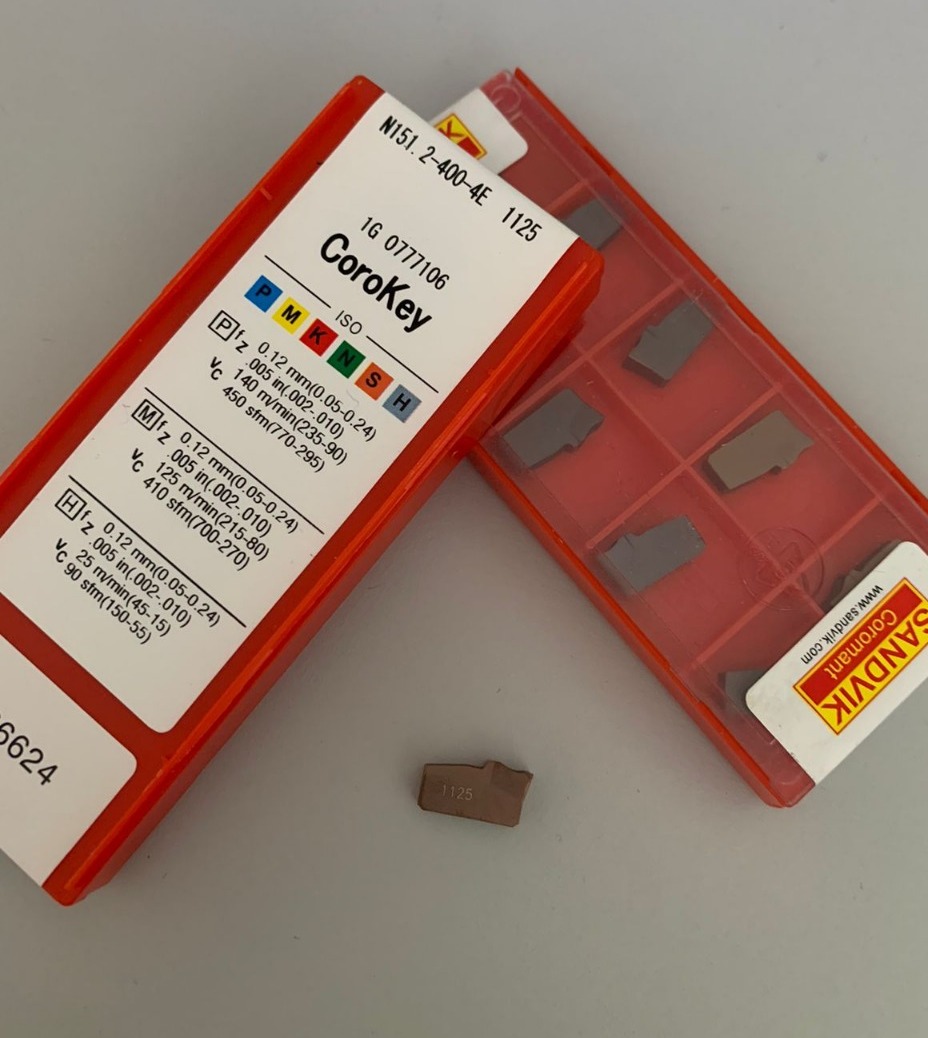 N151.2-400-4E 1125
1G 0777106
CoroKey
ISO
P M K N S H
P fz 0.12 mm(0.05-0.24)
.005 in(.002-.010)
vc 140 m/min(235-90)
450 sfm(770-295)
M fz 0.12 mm(0.05-0.24)
.005 in(.002-.010)
vc 125 m/min(215-80)
410 sfm(700-270)
H fz 0.12 mm(0.05-0.24)
.005 in(.002-.010)
vc 25 m/min(45-15)
90 sfm(150-55)
6624
SANDVIK
Coromant
www.sandvik.com
1125